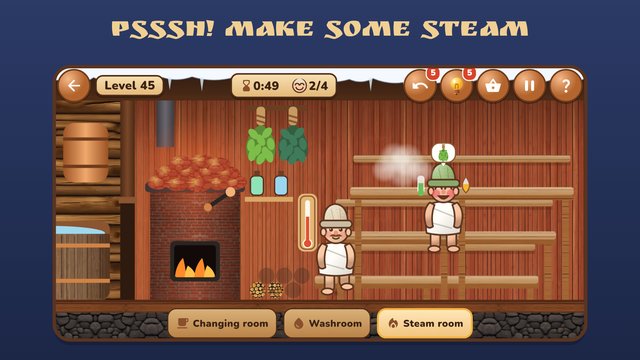 PSSSH! MAKE SOME STEAM
Level 45
0:49
2/4
5
5
?
Changing room
Washroom
Steam room